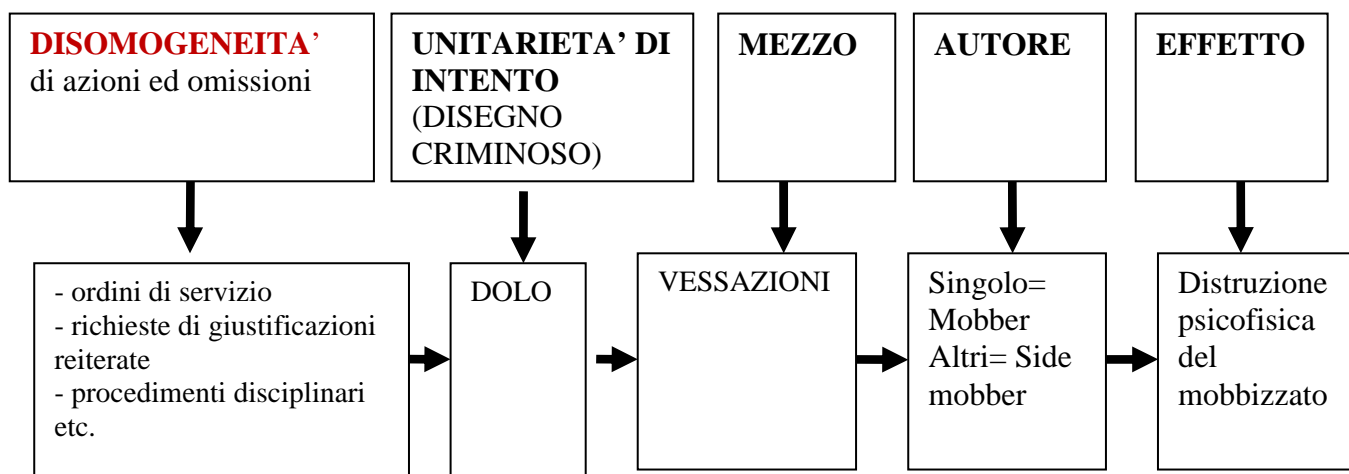 DISOMOGENEITA’
di azioni ed omissioni
UNITARIETA’ DI
INTENTO
(DISEGNO
CRIMINOSO)
MEZZO
AUTORE
EFFETTO
- ordini di servizio
- richieste di giustificazioni
reiterate
- procedimenti disciplinari
etc.
DOLO
VESSAZIONI
Singolo=
Mobber
Altri= Side
mobber
Distruzione
psicofisica
del
mobbizzato